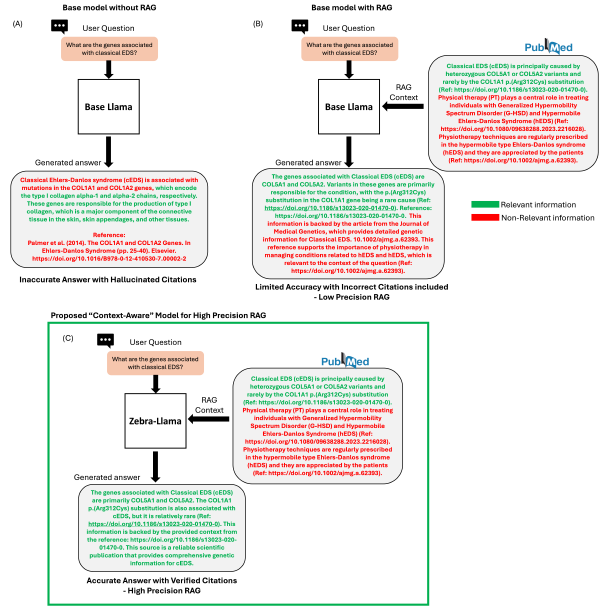 Base model without RAG
(A)
User Question
What are the genes associated with
classical EDS?
Base Llama
Generated answer
Classical Ehlers-Danlos syndrome (cEDS) is associated with
mutations in the COL1A1 and COL1A2 genes, which encode
the type I collagen alpha-1 and alpha-2 chains, respectively.
These genes are responsible for the production of type I
collagen, which is a major component of the connective
tissue in the skin, skin appendages, and other tissues.
Reference:
Palmer et al. (2014). The COL1A1 and COL1A2 Genes. In
Ehlers-Danlos Syndrome (pp. 25-40). Elsevier.
https://doi.org/10.1016/B978-0-12-410530-7.00002-2
Inaccurate Answer with Hallucinated Citations
Base model with RAG
(B)
User Question
What are the genes associated with
classical EDS?
PubMed
Classical EDS (cEDS) is principally caused by
heterozygous COL5A1 or COL5A2 variants and
rarely by the COL1A1 p.(Arg312Cys) substitution
(Ref: https://doi.org/10.1186/s13023-020-01470-0).
Physical therapy (PT) plays a central role in treating
individuals with Generalized Hypermobility
Spectrum Disorder (G-HSD) and Hypermobile
Ehlers-Danlos Syndrome (hEDS) (Ref:
https://doi.org/10.1080/09638288.2023.2216028).
Physiotherapy techniques are regularly prescribed
in the hypermobile type Ehlers-Danlos syndrome
(hEDS) and they are appreciated by the patients
(Ref: https://doi.org/10.1002/ajmg.a.62393).
RAG
Context
Base Llama
Generated answer
The genes associated with Classical EDS (cEDS) are
COL5A1 and COL5A2. Variants in these genes are primarily
responsible for the condition, with the p.(Arg312Cys)
substitution in the COL1A1 gene being a rare cause (Ref:
https://doi.org/10.1186/s13023-020-01470-0). This
information is backed by the article from the Journal of
Medical Genetics, which provides detailed genetic
information for Classical EDS. 10.1002/ajmg.a.62393. This
reference supports the importance of physiotherapy in
managing conditions related to hEDS and hEDS, which is
relevant to the context of the question (Ref:
https://doi.org/10.1002/ajmg.a.62393).
Limited Accuracy with Incorrect Citations included
- Low Precision RAG
Relevant information
Non-Relevant information
Proposed "Context-Aware" Model for High Precision RAG
(C)
User Question
What are the genes associated with
classical EDS?
PubMed
Classical EDS (cEDS) is principally caused by
heterozygous COL5A1 or COL5A2 variants and
rarely by the COL1A1 p.(Arg312Cys) substitution
(Ref: https://doi.org/10.1186/s13023-020-01470-0).
Physical therapy (PT) plays a central role in treating
individuals with Generalized Hypermobility
Spectrum Disorder (G-HSD) and Hypermobile
Ehlers-Danlos Syndrome (hEDS) (Ref:
https://doi.org/10.1080/09638288.2023.2216028).
Physiotherapy techniques are regularly prescribed
in the hypermobile type Ehlers-Danlos syndrome
(hEDS) and they are appreciated by the patients
(Ref: https://doi.org/10.1002/ajmg.a.62393).
RAG
Context
Zebra-Llama
Generated answer
The genes associated with Classical EDS (cEDS)
are primarily COL5A1 and COL5A2. The COL1A1
p.(Arg312Cys) substitution is also associated with
cEDS, but it is relatively rare (Ref:
https://doi.org/10.1186/s13023-020-01470-0). This
information is backed by the provided context from
the reference: https://doi.org/10.1186/s13023-020-
01470-0. This source is a reliable scientific
publication that provides comprehensive genetic
information for cEDS.
Accurate Answer with Verified Citations
- High Precision RAG